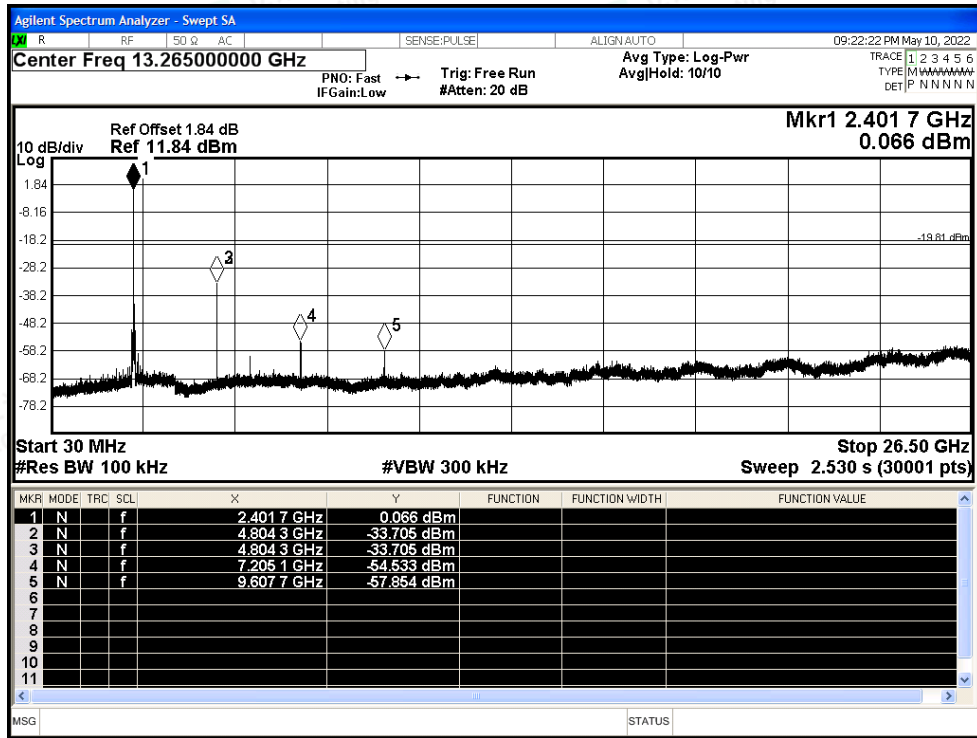 Agilent Spectrum Analyzer - Swept SA
LXI R RF 50 Ω AC SENSE:PULSE ALIGN AUTO 09:22:22 PM May 10, 2022
Center Freq 13.265000000 GHz
PNO: Fast
IFGain:Low
Trig: Free Run
#Atten: 20 dB
Avg Type: Log-Pwr
Avg|Hold: 10/10
TRACE 1 2 3 4 5 6
TYPE M
DET P N N N N N
Mkr1 2.401 7 GHz
0.066 dBm
Ref Offset 1.84 dB
10 dB/div Ref 11.84 dBm
Log
1
1.84
-8.16
-18.2
-19.81 dBm
3
-28.2
-38.2
4
-48.2
5
-58.2
-68.2
-78.2
Start 30 MHz Stop 26.50 GHz
#Res BW 100 kHz #VBW 300 kHz Sweep 2.530 s (30001 pts)
MKR MODE TRC SCL X Y FUNCTION FUNCTION WIDTH FUNCTION VALUE
1 N f 2.401 7 GHz 0.066 dBm
2 N f 4.804 3 GHz -33.705 dBm
3 N f 4.804 3 GHz -33.705 dBm
4 N f 7.205 1 GHz -54.533 dBm
5 N f 9.607 7 GHz -57.854 dBm
6
7
8
9
10
11
MSG STATUS